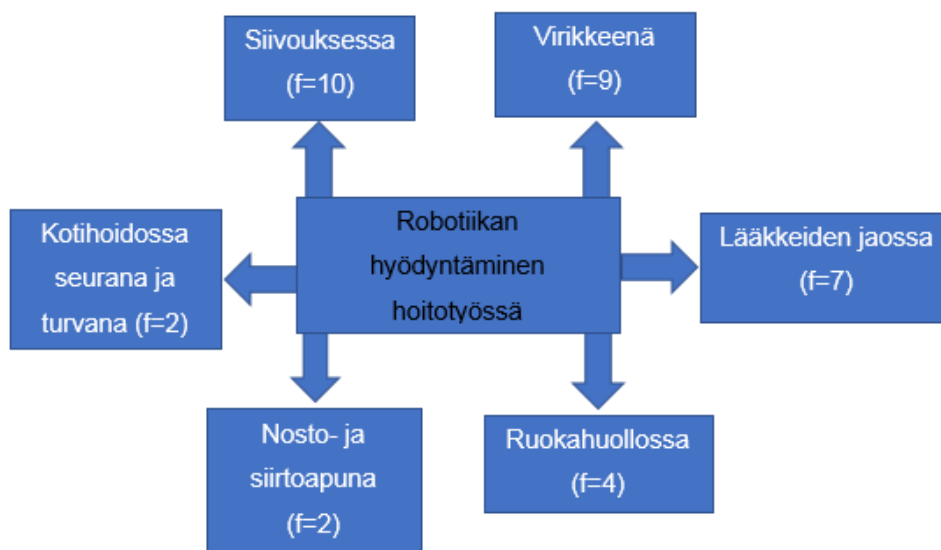 Siivouksessa
(f=10)
Virikkeenä
(f=9)
Kotihoidossa
seurana ja
turvana (f=2)
Robotiikan
hyödyntäminen
hoitotyössä
Lääkkeiden jaossa
(f=7)
Nosto- ja
siirtoapuna
(f=2)
Ruokahuollossa
(f=4)